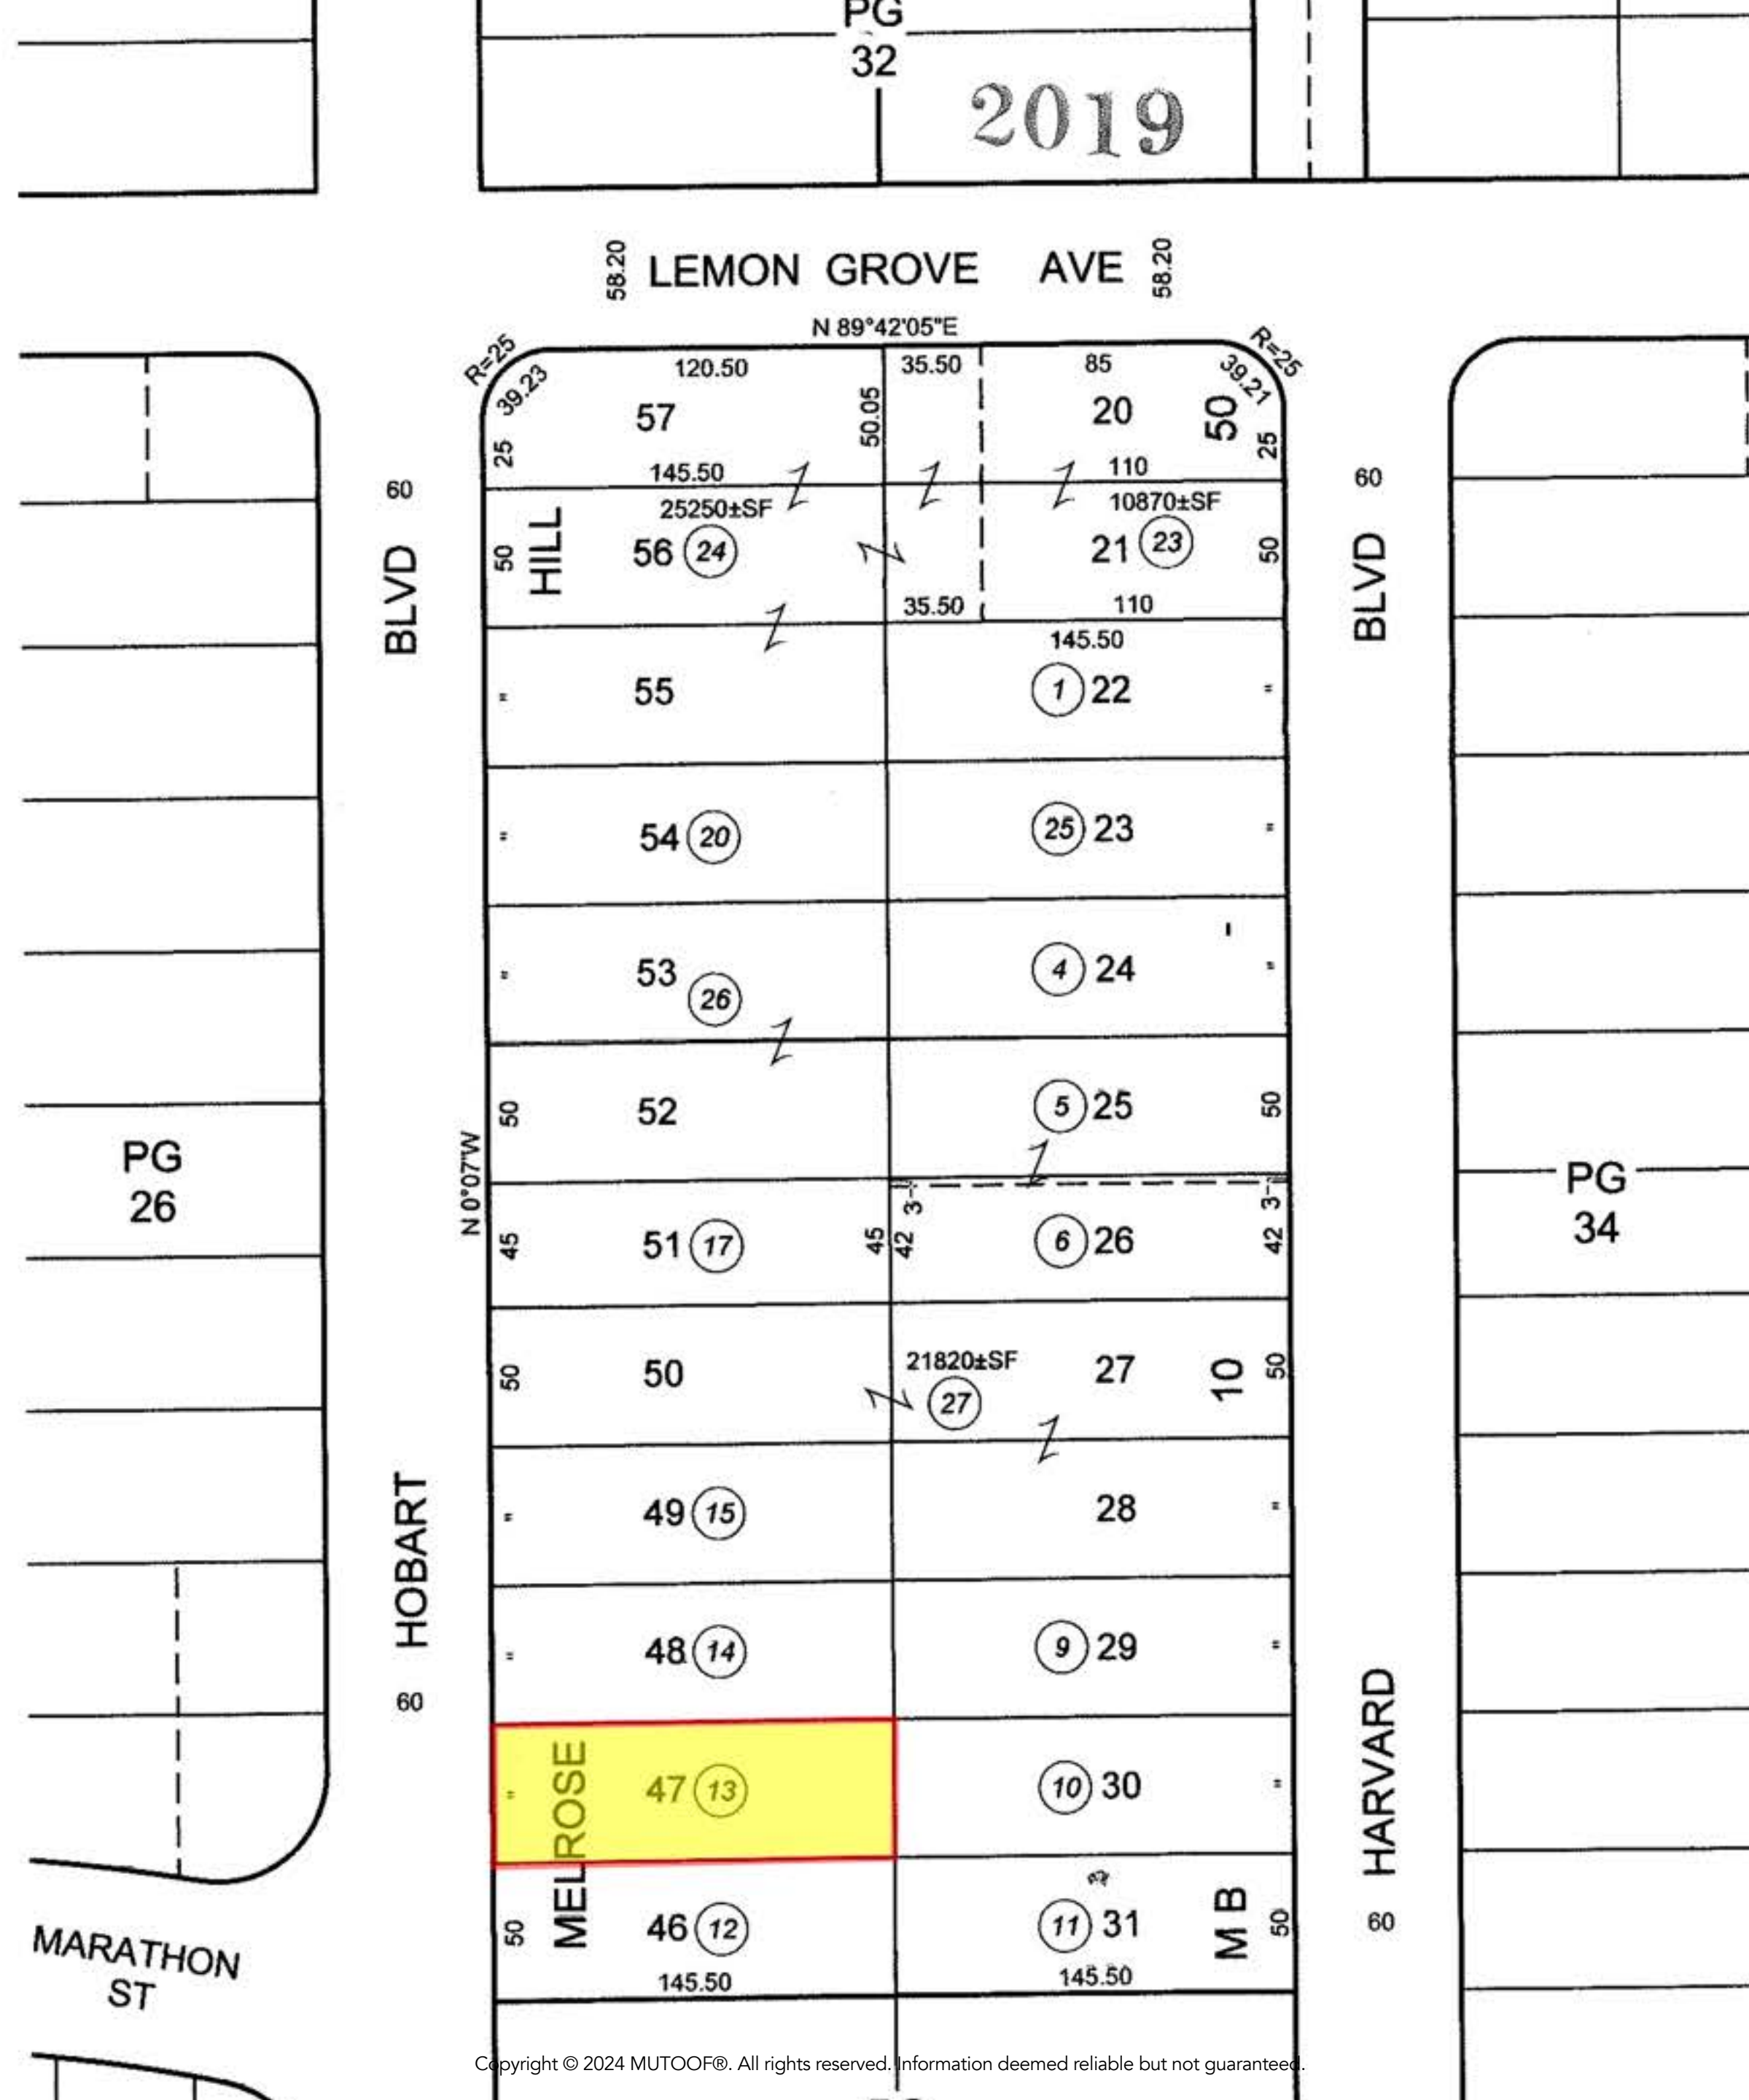 PG
32
2019
58.20 LEMON GROVE AVE 58.20
N 89°42'05"E
R=25 R=25
39.23 120.50 35.50 85 39.21
57 50.05 20 50
25 145.50 110 25
60 60
25250±SF 10870±SF
50 HILL 56 24 21 23 50
BLVD BLVD
35.50 110
145.50
" 55 1 22 "
" 54 20 25 23 "
" 53 26 4 24 "
50 52 5 25 50
PG
26
PG
34
N 0°07'W
3 3
45 51 17 45 42 6 26 42
21820±SF
50 50 27 27 10 50
HOBART
" 49 15 28 "
" 48 14 9 29 "
60
HARVARD
" MELROSE 47 13 10 30 "
50 46 12 11 31 M B 50
60
145.50 145.50
MARATHON
ST
Copyright © 2024 MUTOOF®. All rights reserved. Information deemed reliable but not guaranteed.